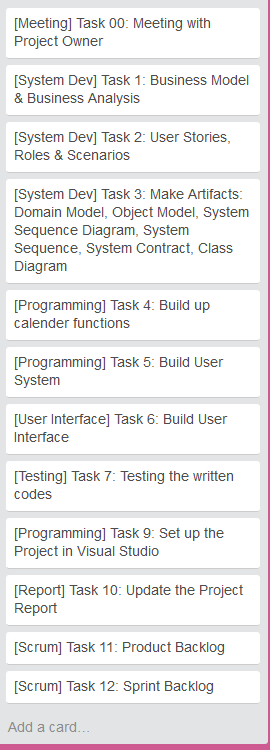 [Meeting] Task 00: Meeting with
Project Owner
[System Dev] Task 1: Business Model
& Business Analysis
[System Dev] Task 2: User Stories,
Roles & Scenarios
[System Dev] Task 3: Make Artifacts:
Domain Model, Object Model, System
Sequence Diagram, System
Sequence, System Contract, Class
Diagram
[Programming] Task 4: Build up
calender functions
[Programming] Task 5: Build User
System
[User Interface] Task 6: Build User
Interface
[Testing] Task 7: Testing the written
codes
[Programming] Task 9: Set up the
Project in Visual Studio
[Report] Task 10: Update the Project
Report
[Scrum] Task 11: Product Backlog
[Scrum] Task 12: Sprint Backlog
Add a card...